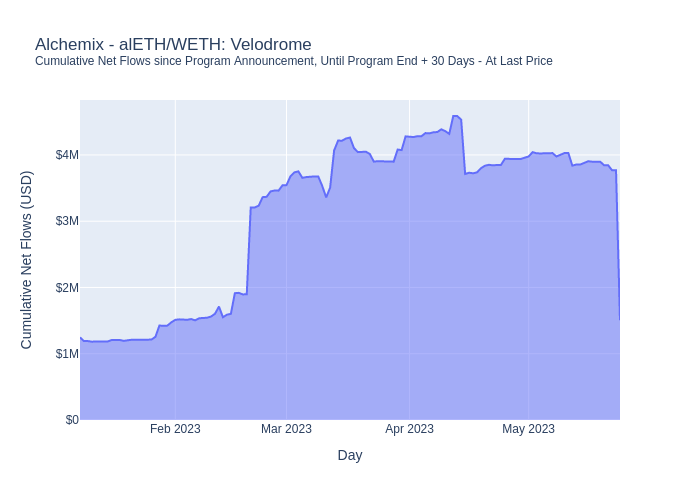 Alchemix - alETH/WETH: Velodrome
Cumulative Net Flows since Program Announcement, Until Program End + 30 Days - At Last Price
Cumulative Net Flows (USD)
$4M
$3M
$2M
$1M
$0
Feb 2023
Mar 2023
Apr 2023
May 2023
Day